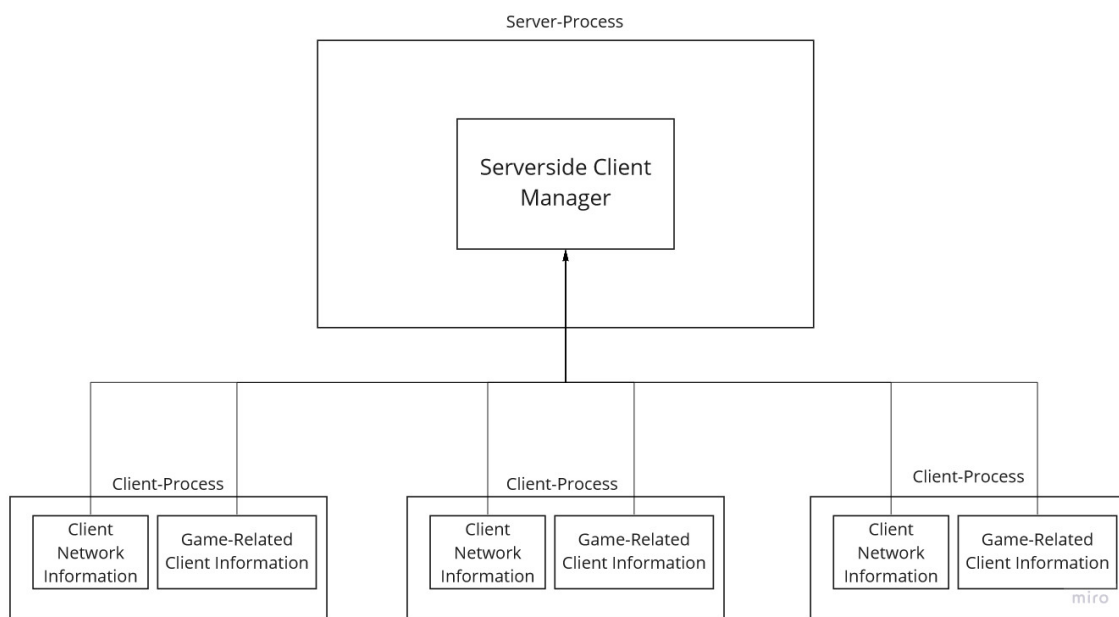 Server-Process
Serverside Client
Manager
Client-Process
Client
Network
Information
Game-Related
Client Information
Client-Process
Client
Network
Information
Game-Related
Client Information
Client-Process
Client
Network
Information
Game-Related
Client Information
miro